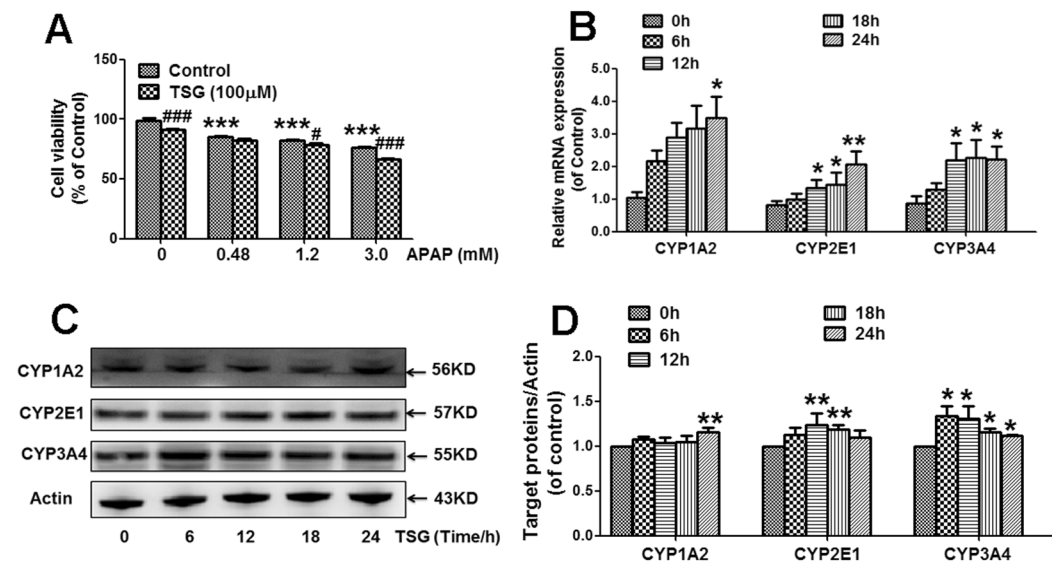 A
Cell viability
(% of Control)
150
100
50
0
Control
TSG (100µM)
###
***
***
#
***
###
0 0.48 1.2 3.0 APAP (mM)
B
0h
6h
12h
18h
24h
Relative mRNA expression
(of Control)
5.0
4.0
3.0
2.0
1.0
0.0
*
*
*
**
*
*
*
CYP1A2 CYP2E1 CYP3A4
C
CYP1A2 56KD
CYP2E1 57KD
CYP3A4 55KD
Actin 43KD
0 6 12 18 24 TSG (Time/h)
D
0h
6h
12h
18h
24h
Target proteins/Actin
(of control)
2.0
1.5
1.0
0.5
0.0
**
**
**
*
*
*
*
CYP1A2 CYP2E1 CYP3A4